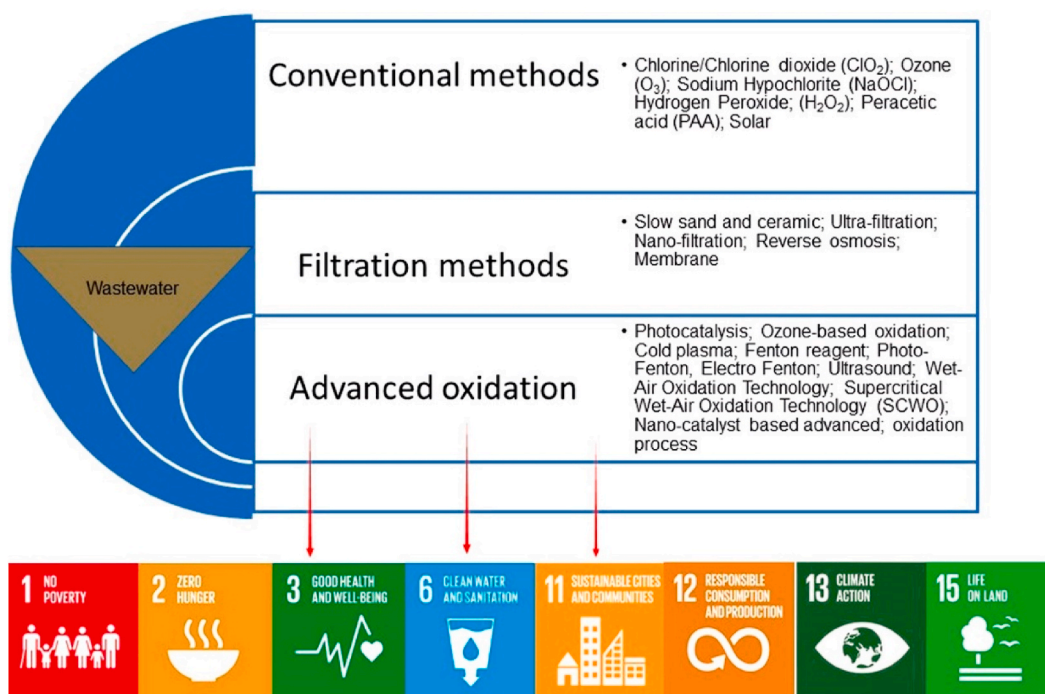 Conventional methods
• Chlorine/Chlorine dioxide (ClO₂); Ozone
(O₃); Sodium Hypochlorite (NaOCl);
Hydrogen Peroxide; (H₂O₂); Peracetic
acid (PAA); Solar
Filtration methods
• Slow sand and ceramic; Ultra-filtration;
Nano-filtration; Reverse osmosis;
Membrane
Wastewater
Advanced oxidation
• Photocatalysis; Ozone-based oxidation;
Cold plasma; Fenton reagent; Photo-
Fenton, Electro Fenton; Ultrasound; Wet-
Air Oxidation Technology; Supercritical
Wet-Air Oxidation Technology (SCWO);
Nano-catalyst based advanced; oxidation
process
1 NO
POVERTY
2 ZERO
HUNGER
3 GOOD HEALTH
AND WELL-BEING
6 CLEAN WATER
AND SANITATION
11 SUSTAINABLE CITIES
AND COMMUNITIES
12 RESPONSIBLE
CONSUMPTION
AND PRODUCTION
13 CLIMATE
ACTION
15 LIFE
ON LAND